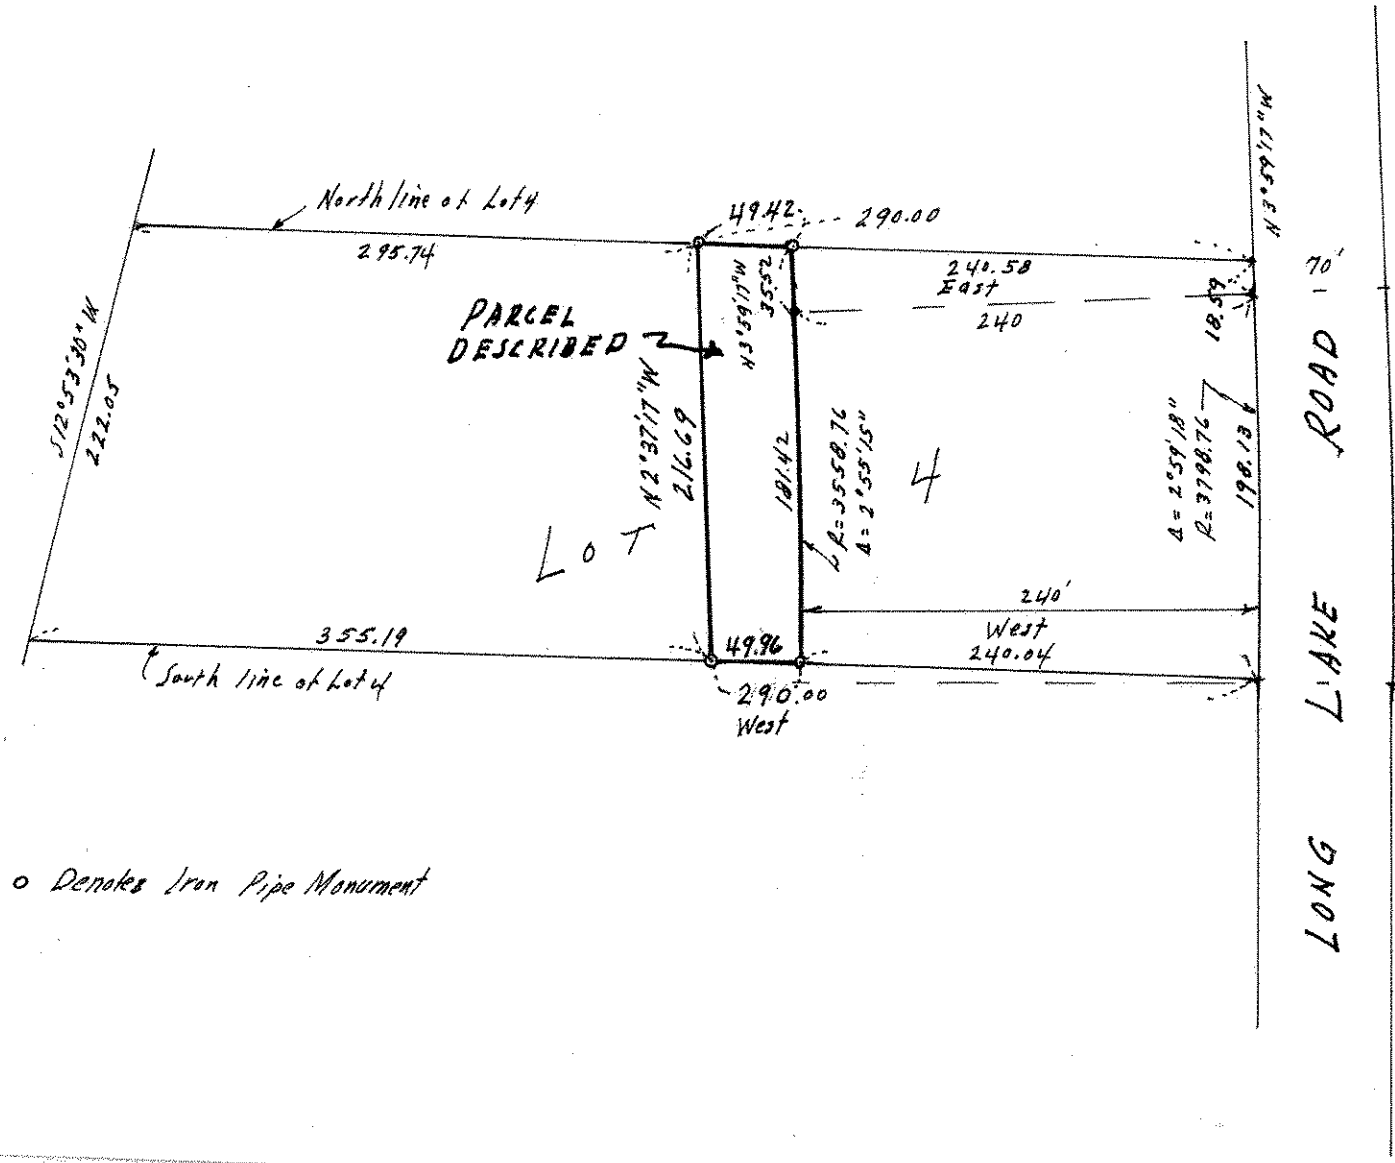 N 3°59'17" W
North line of Lot 4
295.74
49.42
290.00
240.58
East
240
18.59
70'
S 12°53'30" W
222.05
PARCEL
DESCRIBED
N 3°59'17" W
35.52
N 2°37'17" W
216.69
181.42
R=3558.76
Δ=2°55'15"
LOT 4
Δ=2°59'18"
R=3798.76
198.13
LONG LAKE ROAD
355.19
South line of Lot 4
49.96
290.00
West
240'
West
240.04
o Denotes Iron Pipe Monument